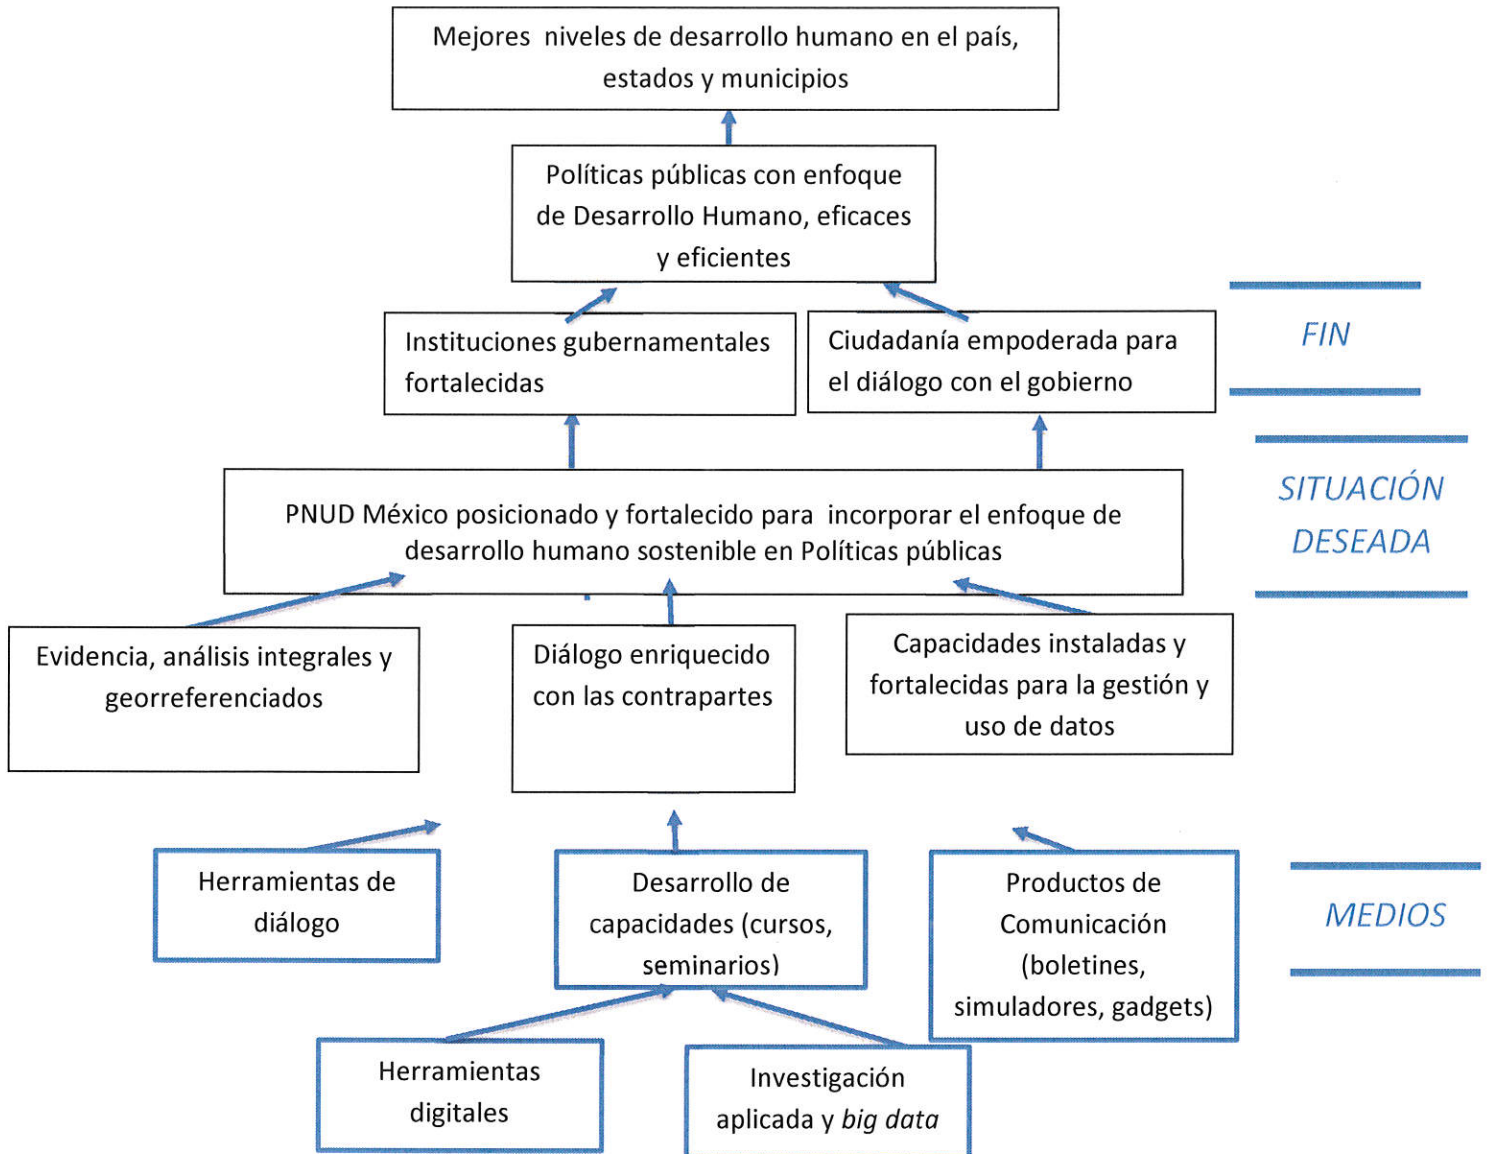 Mejores niveles de desarrollo humano en el país,
estados y municipios
Políticas públicas con enfoque
de Desarrollo Humano, eficaces
y eficientes
Instituciones gubernamentales
fortalecidas
Ciudadanía empoderada para
el diálogo con el gobierno
FIN
PNUD México posicionado y fortalecido para incorporar el enfoque de
desarrollo humano sostenible en Políticas públicas
SITUACIÓN
DESEADA
Evidencia, análisis integrales y
georreferenciados
Diálogo enriquecido
con las contrapartes
Capacidades instaladas y
fortalecidas para la gestión y
uso de datos
Herramientas de
diálogo
Desarrollo de
capacidades (cursos,
seminarios)
Productos de
Comunicación
(boletines,
simuladores, gadgets)
MEDIOS
Herramientas
digitales
Investigación
aplicada y big data